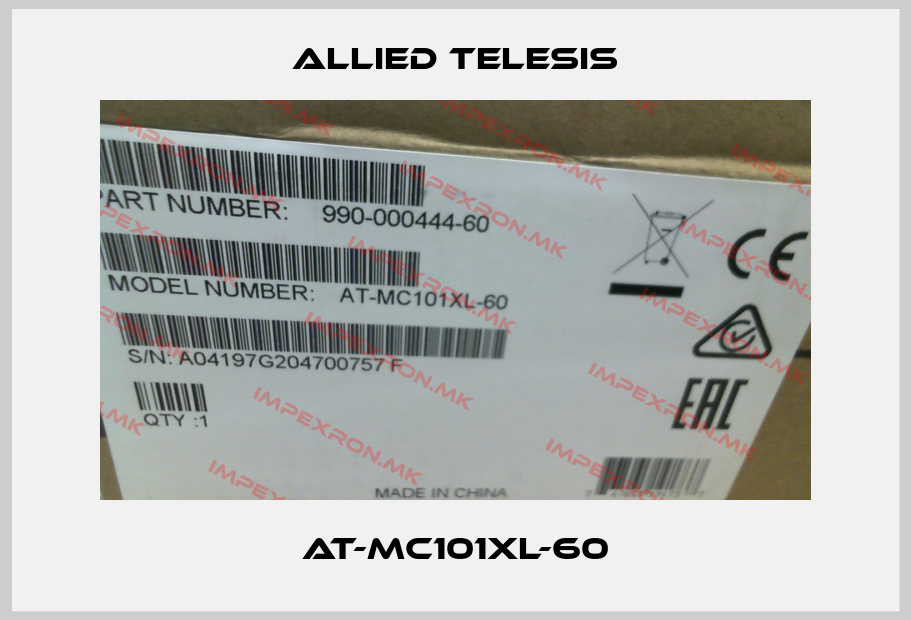 ALLIED TELESIS
PART NUMBER: 990-000444-60
MODEL NUMBER: AT-MC101XL-60
S/N: A04197G204700757 F
QTY :1
CE
EAC
MADE IN CHINA
IMPEXRON.MK
AT-MC101XL-60